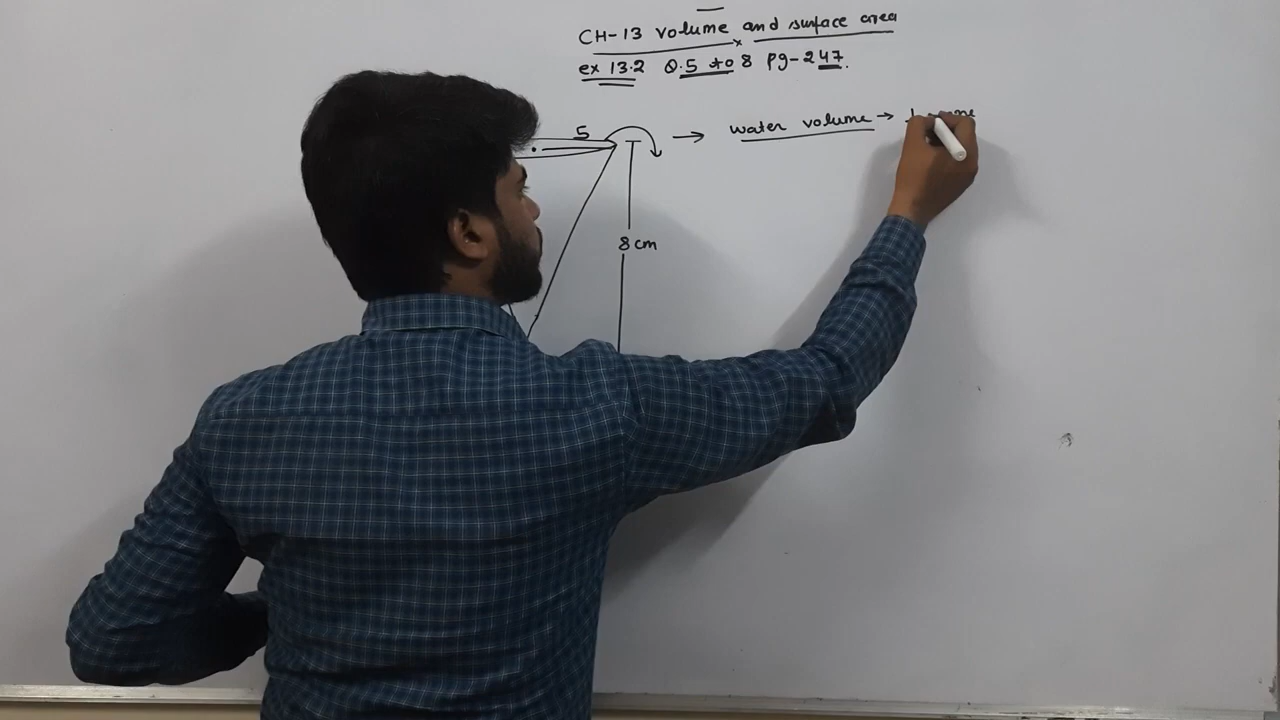 CH-13 volume and surface area
ex 13.2 Q.5 to 8 pg-247.
5
→ water volume →
8 cm